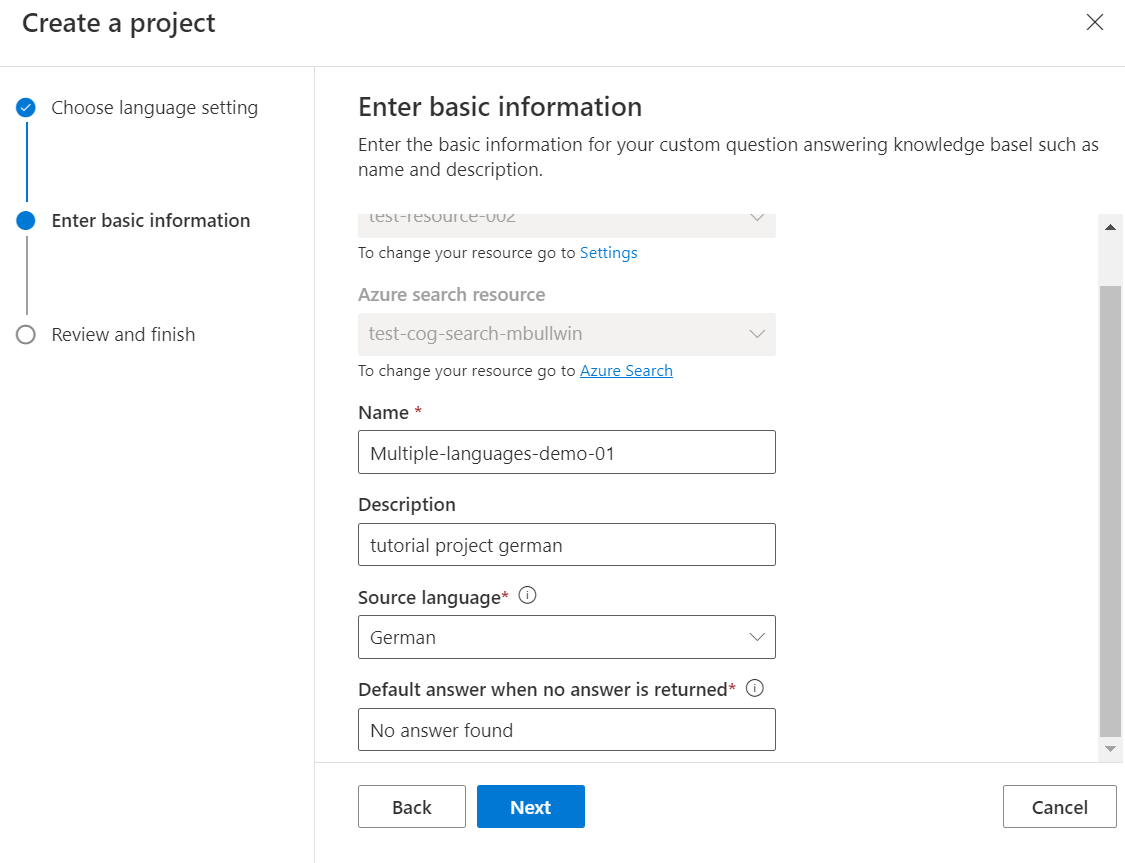 Create a project
Choose language setting
Enter basic information
Review and finish
Enter basic information
Enter the basic information for your custom question answering knowledge basel such as
name and description.
test-resource-002
To change your resource go to Settings
Azure search resource
test-cog-search-mbullwin
To change your resource go to Azure Search
Name *
Multiple-languages-demo-01
Description
tutorial project german
Source language*
German
Default answer when no answer is returned*
No answer found
Back
Next
Cancel